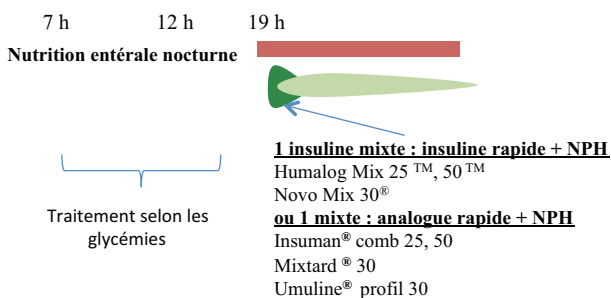 7 h 12 h 19 h
Nutrition entérale nocturne
1 insuline mixte : insuline rapide + NPH
Humalog Mix 25 ™, 50 ™
Novo Mix 30®
ou 1 mixte : analogue rapide + NPH
Insuman® comb 25, 50
Mixtard ® 30
Umuline® profil 30
Traitement selon les
glycémies